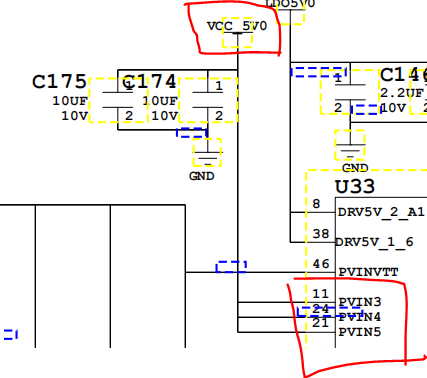 LDO5V0
VCC_5V0
C175
10UF
10V
1
2
C174
10UF
10V
1
2
GND
C146
2.2UF
10V
1
2
GND
U33
8 DRV5V_2_A1
38 DRV5V_1_6
46 PVINVTT
11 PVIN3
24 PVIN4
21 PVIN5